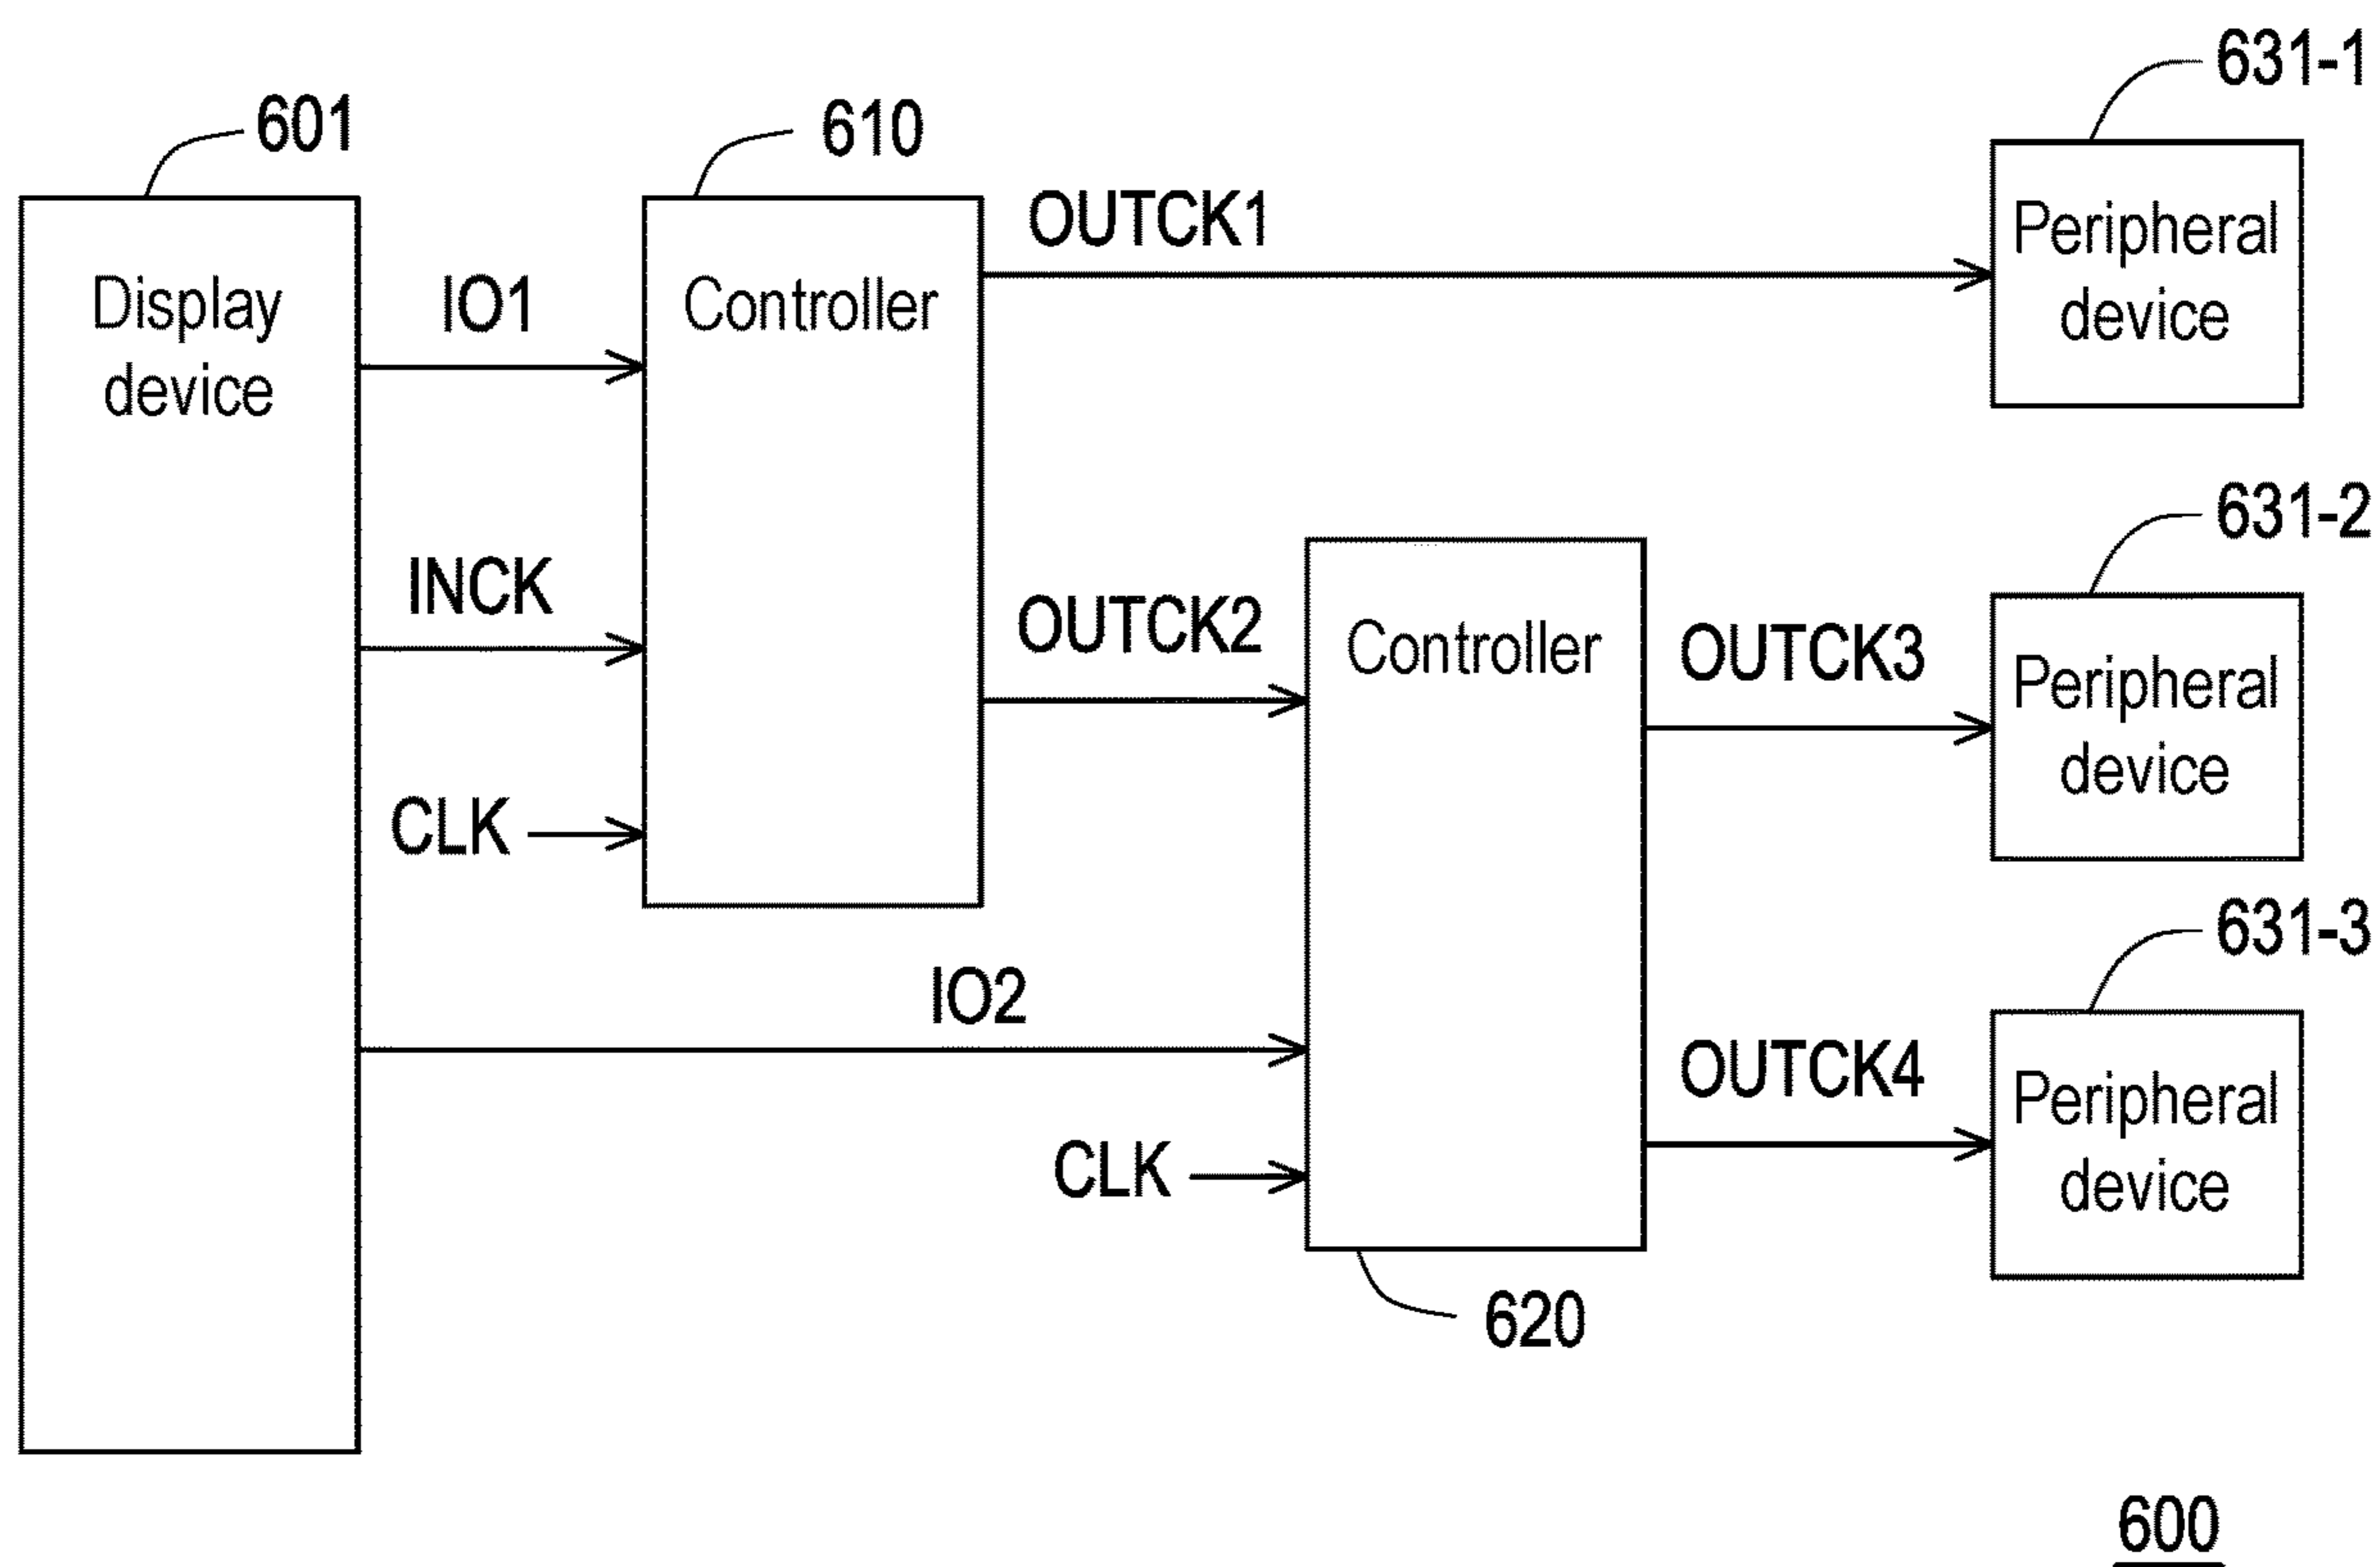 631-1
601
610
OUTCK1
Peripheral
device
Display
device
IO1
Controller
631-2
INCK
OUTCK2
Controller
OUTCK3
Peripheral
device
CLK
631-3
IO2
OUTCK4
Peripheral
device
CLK
620
600